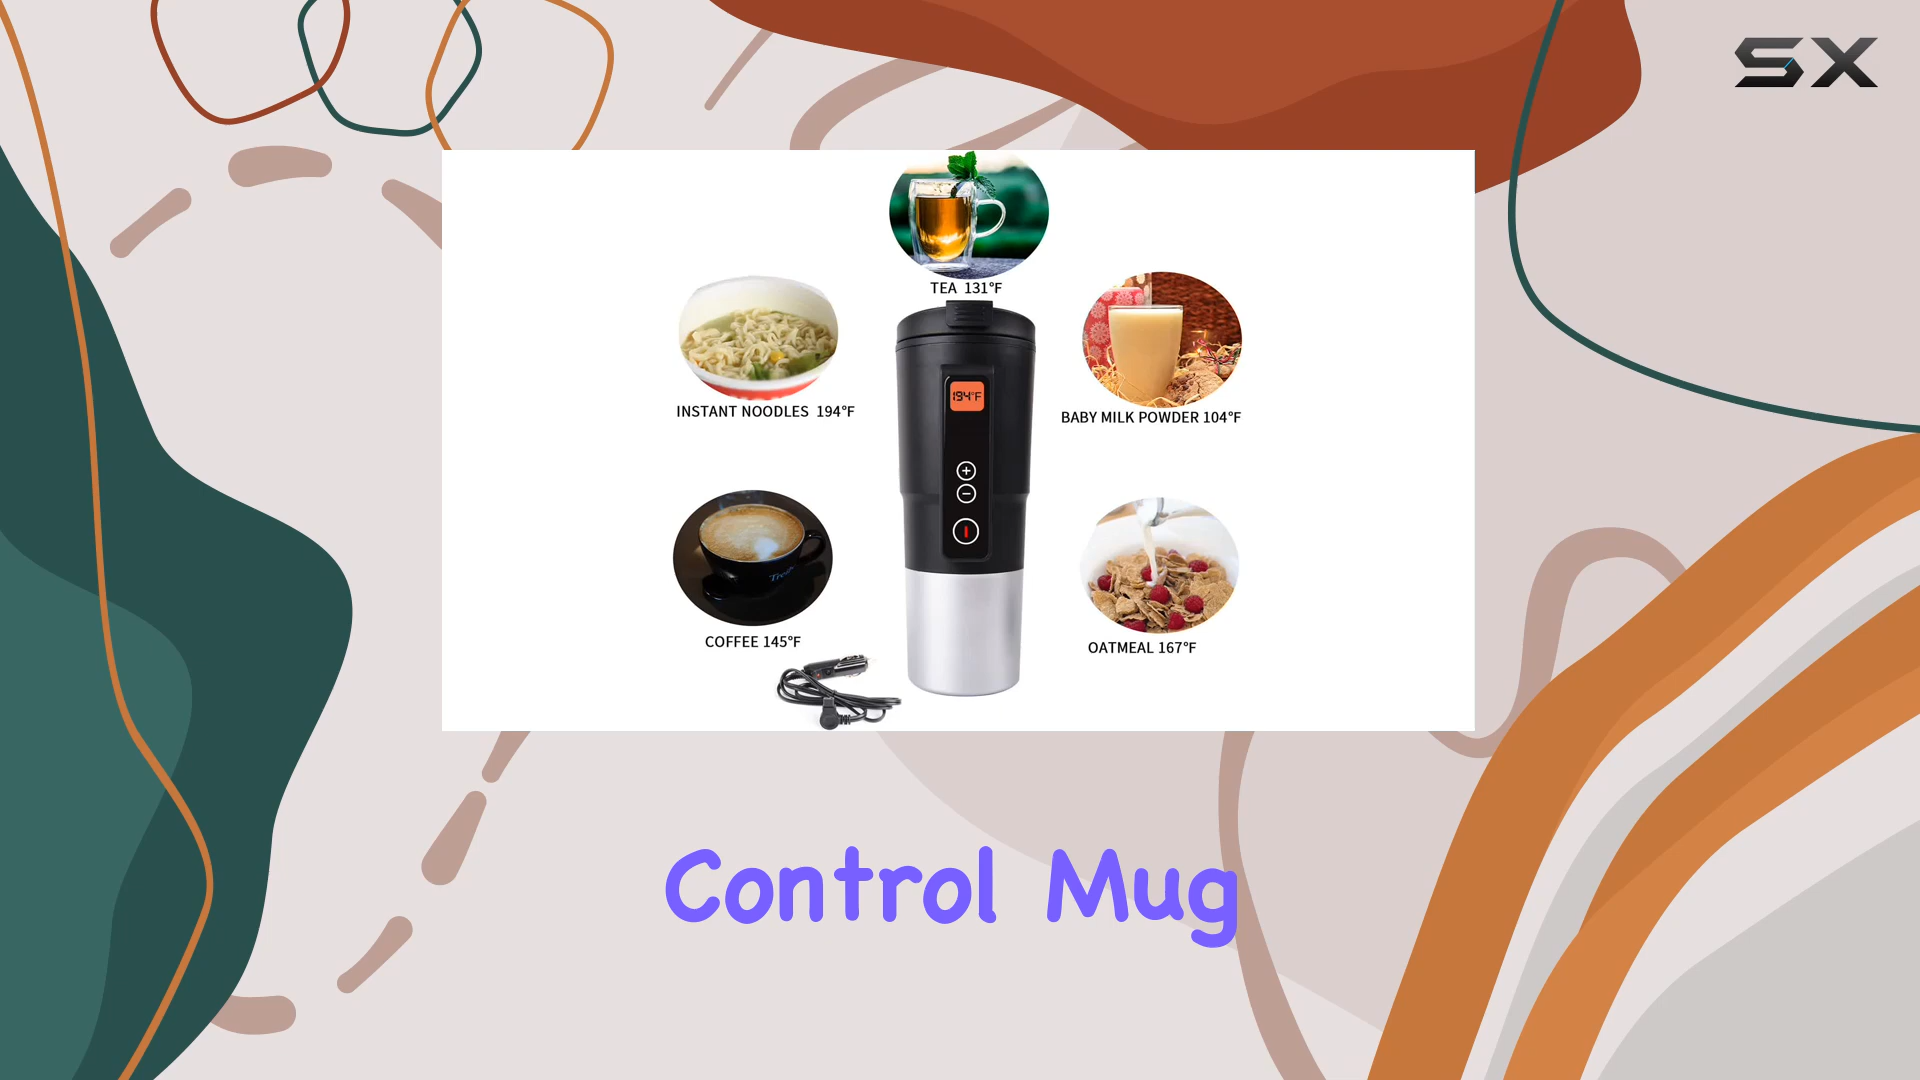 SX
TEA 131°F
INSTANT NOODLES 194°F
BABY MILK POWDER 104°F
194°F
COFFEE 145°F
OATMEAL 167°F
Control Mug